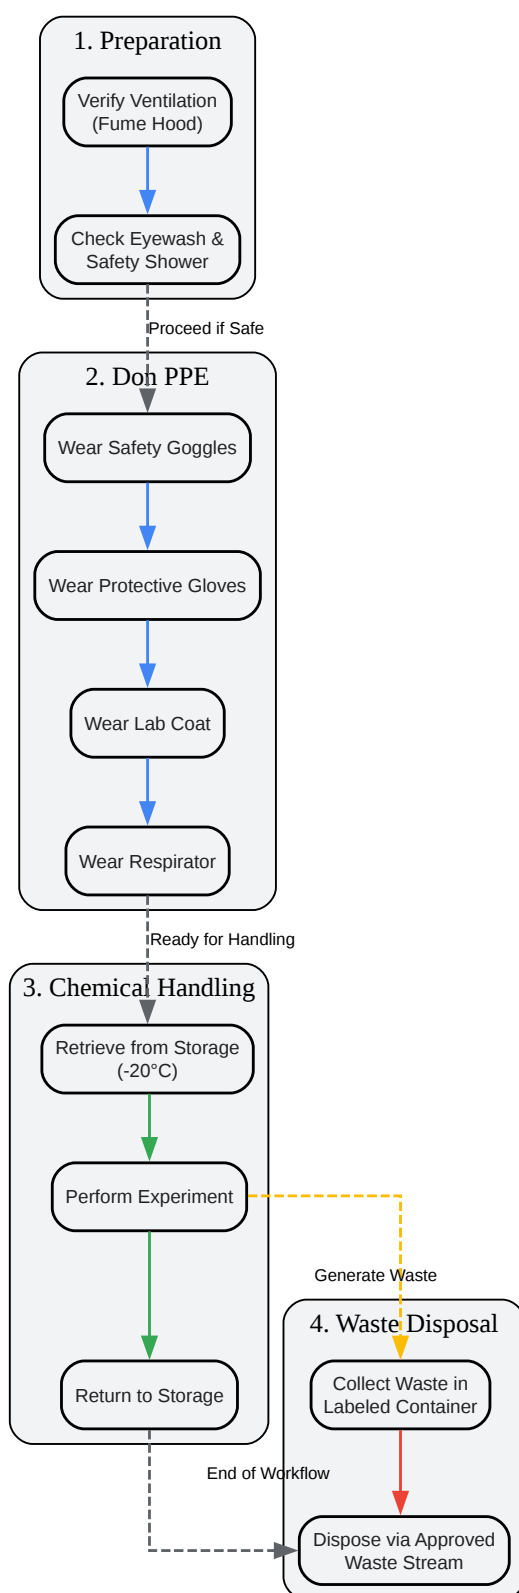 1. Preparation
Verify Ventilation
(Fume Hood)
Check Eyewash &
Safety Shower
Proceed if Safe
2. Don PPE
Wear Safety Goggles
Wear Protective Gloves
Wear Lab Coat
Wear Respirator
Ready for Handling
3. Chemical Handling
Retrieve from Storage
(-20°C)
Perform Experiment
Generate Waste
4. Waste Disposal
Return to Storage
Collect Waste in
Labeled Container
End of Workflow
Dispose via Approved
Waste Stream